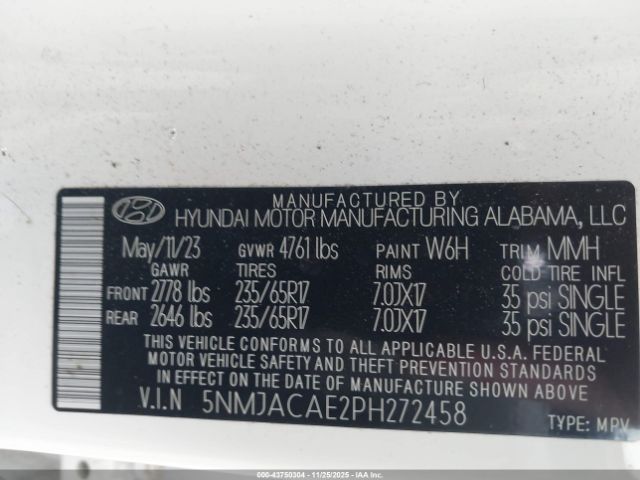 MANUFACTURED BY
HYUNDAI MOTOR MANUFACTURING ALABAMA, LLC
May/11/23 GVWR 4761 lbs PAINT W6H TRIM MMH
GAWR TIRES RIMS COLD TIRE INFL
FRONT 2778 lbs 235/65R17 7.0JX17 35 psi SINGLE
REAR 2646 lbs 235/65R17 7.0JX17 35 psi SINGLE
THIS VEHICLE CONFORMS TO ALL APPLICABLE U.S.A. FEDERAL
MOTOR VEHICLE SAFETY AND THEFT PREVENTION STANDARDS
IN EFFECT ON THE DATE OF MANUFACTURE SHOWN ABOVE
V.I.N 5NMJACAE2PH272458 TYPE: MPV
000-43750304 - 11/25/2025 - IAAI.COM